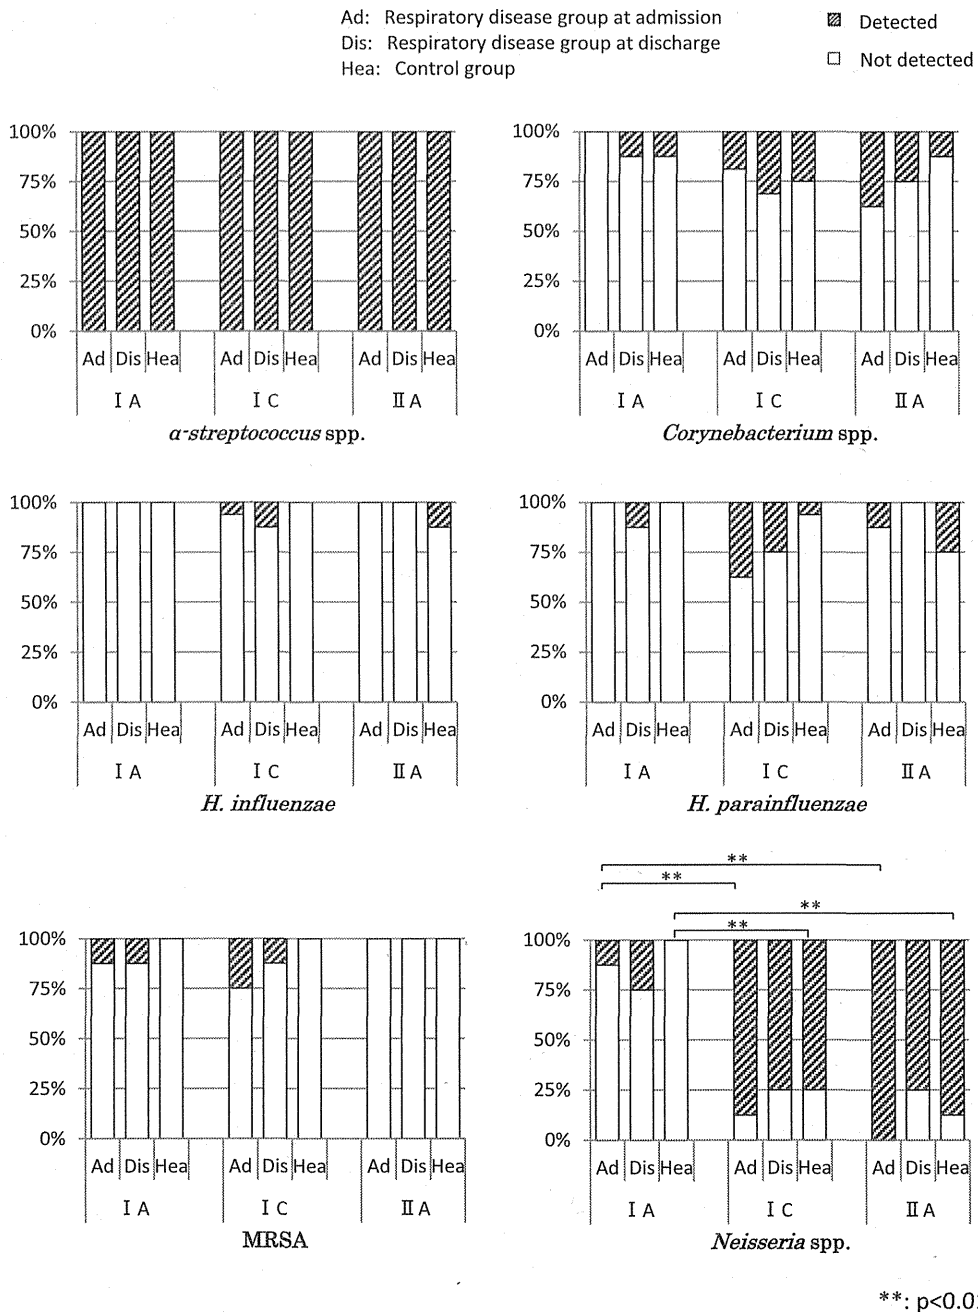 Ad: Respiratory disease group at admission
Dis: Respiratory disease group at discharge
Hea: Control group
Detected
Not detected
100%
75%
50%
25%
0%
Ad Dis Hea Ad Dis Hea Ad Dis Hea
I A I C II A
α-streptococcus spp.
100%
75%
50%
25%
0%
Ad Dis Hea Ad Dis Hea Ad Dis Hea
I A I C II A
Corynebacterium spp.
100%
75%
50%
25%
0%
Ad Dis Hea Ad Dis Hea Ad Dis Hea
I A I C II A
H. influenzae
100%
75%
50%
25%
0%
Ad Dis Hea Ad Dis Hea Ad Dis Hea
I A I C II A
H. parainfluenzae
100%
75%
50%
25%
0%
Ad Dis Hea Ad Dis Hea Ad Dis Hea
I A I C II A
MRSA
**
**
**
**
100%
75%
50%
25%
0%
Ad Dis Hea Ad Dis Hea Ad Dis Hea
I A I C II A
Neisseria spp.
**: p<0.0